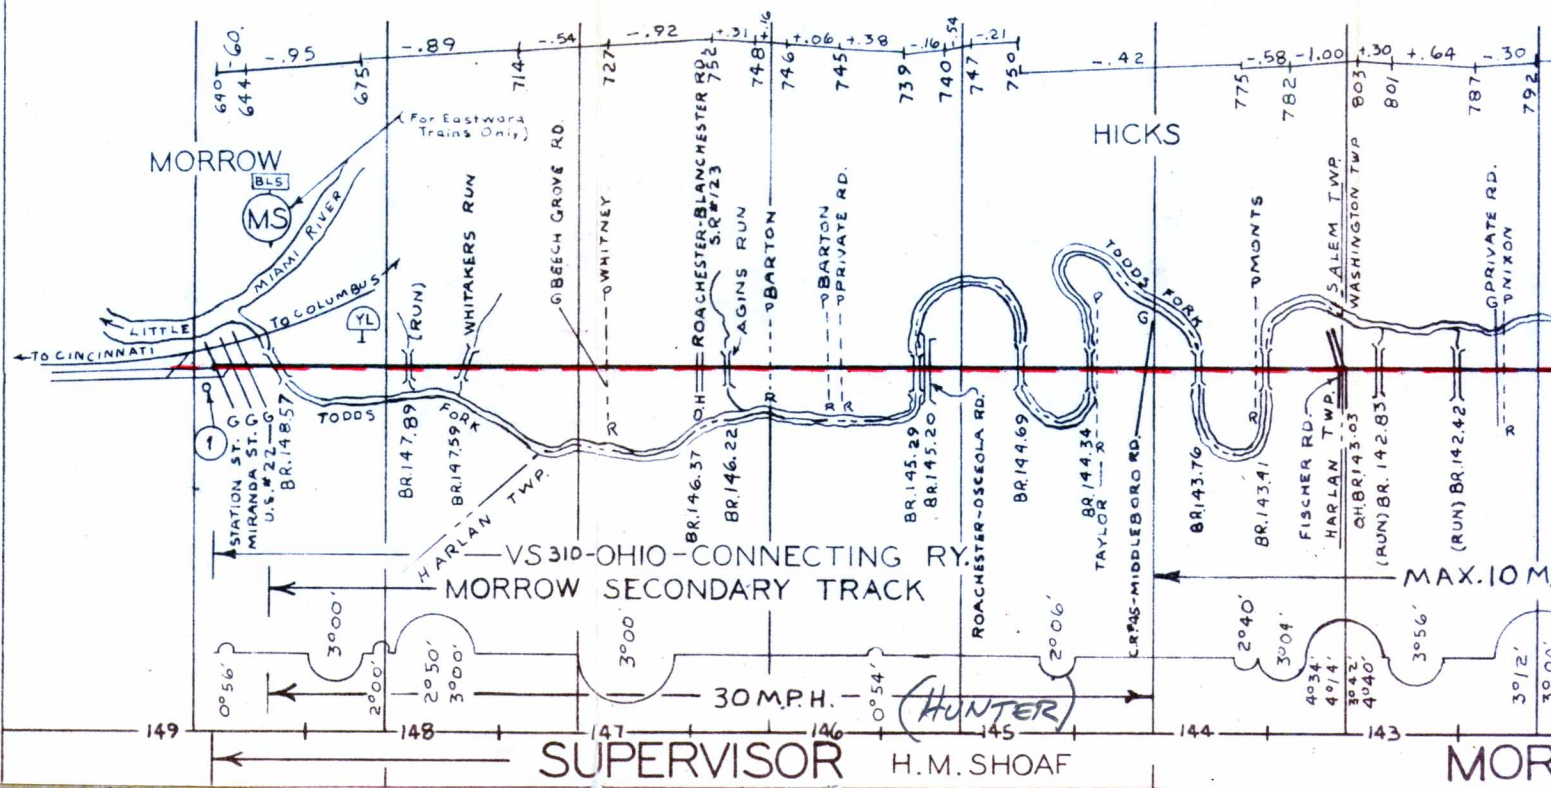 -.60 -.95 -.89 -.54 -.92 +.31 +.16 +.06 +.38 -.16 -.54 -.21 -.42 -.58 -1.00 +.30 +.64 -.30
640 644 675 714 727 752 748 746 745 739 740 747 750 775 782 803 801 787 792
(For Eastward
Trains Only)
MORROW
HICKS
BLS
MS
MIAMI RIVER
LITTLE
TO COLUMBUS
TO CINCINNATI
YL
(RUN)
WHITAKERS RUN
G BEECH GROVE RD.
P WHITNEY
ROACHESTER-BLANCHESTER RD.
S.R.#123
AGINS RUN
P BARTON
P BARTON
P PRIVATE RD.
TODDS FORK
P
G
P MONTS
SALEM TWP.
WASHINGTON TWP
G PRIVATE RD.
P NIXON
TODDS FORK
1
STATION ST. G
MIRANDA ST. G
U.S.#22—G
BR.148.57
BR.147.89
BR.147.59
HARLAN TWP.
R
O.H.
BR.146.37
BR.146.22
R
R R
BR.145.29
BR.145.20
ROACHESTER-OSCEOLA RD.
BR.144.69
BR.144.34
TAYLOR — R
C.R.#45-MIDDLEBORO RD.
BR.143.76
BR.143.41
R
FISCHER RD.
HARLAN TWP.
OH.BR.143.03
(RUN) BR.142.83
(RUN) BR.142.42
R
VS310-OHIO-CONNECTING RY.
MORROW SECONDARY TRACK
MAX.10 M
0°56' 3°00' 2°00' 2°50' 3°00' 3°00' 0°54' 2°06' 2°40' 3°04' 4°34' 4°14' 3°42' 4°40' 3°56' 3°12'
30 M.P.H.
(HUNTER)
149 148 147 146 145 144 143
SUPERVISOR H.M.SHOAF MOR